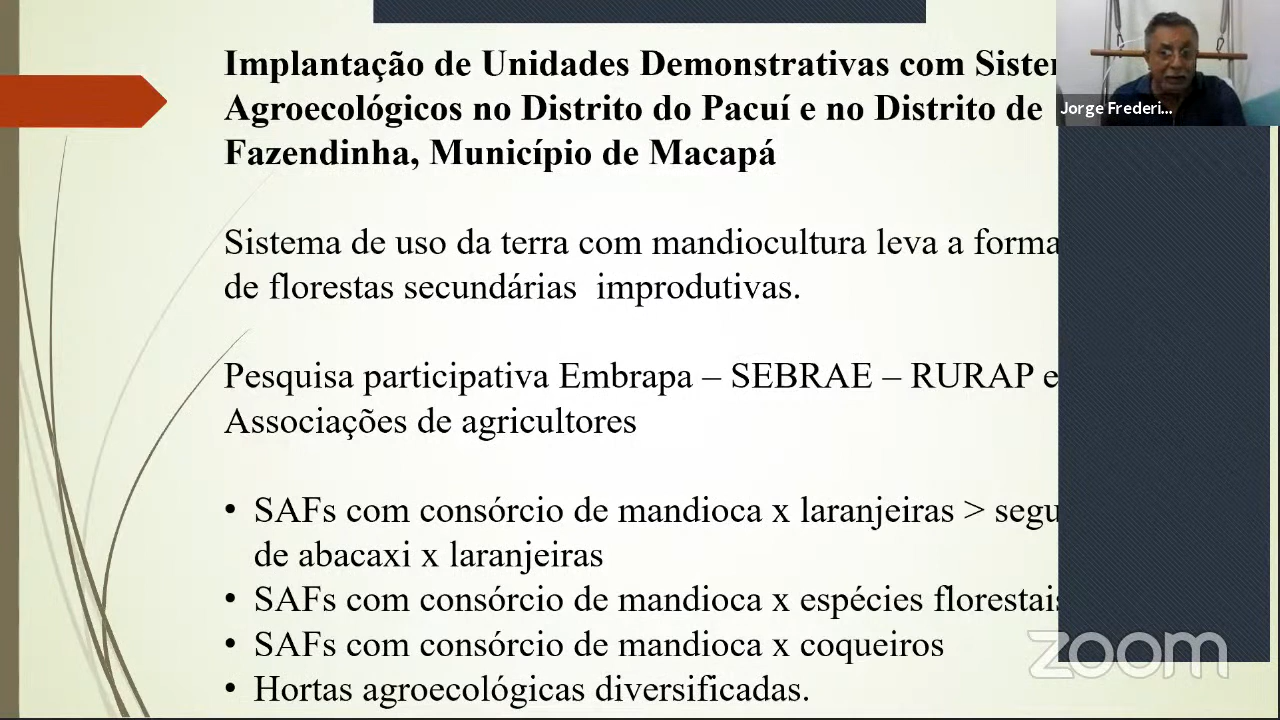 Implantação de Unidades Demonstrativas com Sister
Agroecológicos no Distrito do Pacuí e no Distrito de
Fazendinha, Município de Macapá
Jorge Frederi...
Sistema de uso da terra com mandiocultura leva a forma
de florestas secundárias improdutivas.
Pesquisa participativa Embrapa – SEBRAE – RURAP e
Associações de agricultores
• SAFs com consórcio de mandioca x laranjeiras > segu
de abacaxi x laranjeiras
• SAFs com consórcio de mandioca x espécies florestais
• SAFs com consórcio de mandioca x coqueiros
• Hortas agroecológicas diversificadas.
zoom